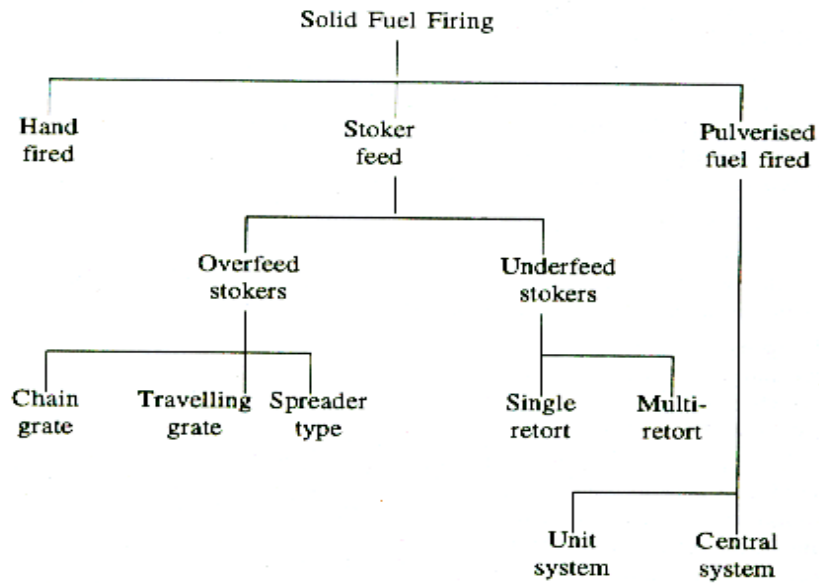 Solid Fuel Firing
Hand
fired
Stoker
feed
Pulverised
fuel fired
Overfeed
stokers
Underfeed
stokers
Chain
grate
Travelling
grate
Spreader
type
Single
retort
Multi-
retort
Unit
system
Central
system